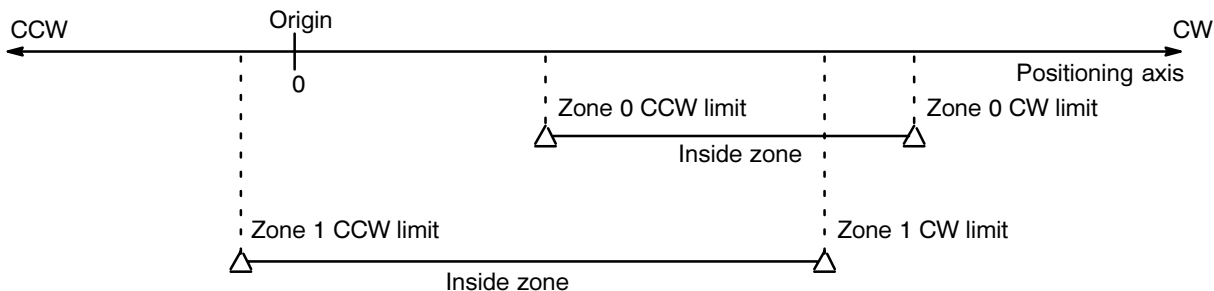 CCW
Origin
CW
0
Positioning axis
Zone 0 CCW limit
Zone 0 CW limit
Inside zone
Zone 1 CCW limit
Zone 1 CW limit
Inside zone